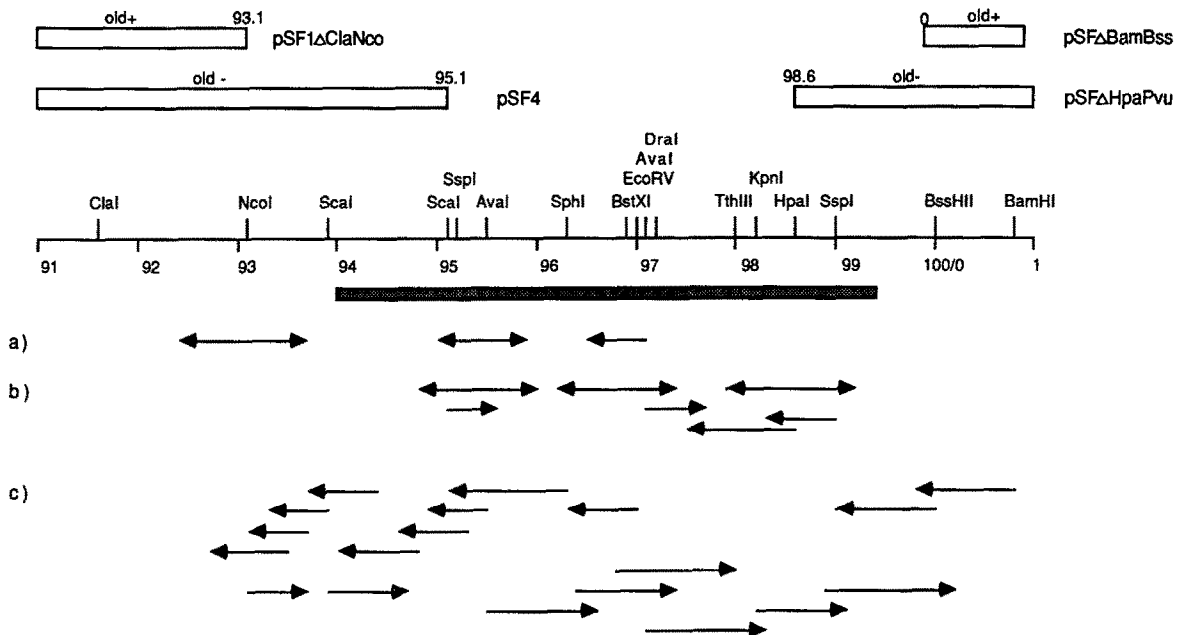 old+ 93.1 pSF1ΔClaNco 0 old+ pSFΔBamBss
old - 95.1 pSF4 98.6 old- pSFΔHpaPvu
DraI
AvaI
SspI EcoRV KpnI
ClaI NcoI ScaI ScaI AvaI SphI BstXI TthIII HpaI SspI BssHII BamHI
91 92 93 94 95 96 97 98 99 100/0 1
a)
b)
c)